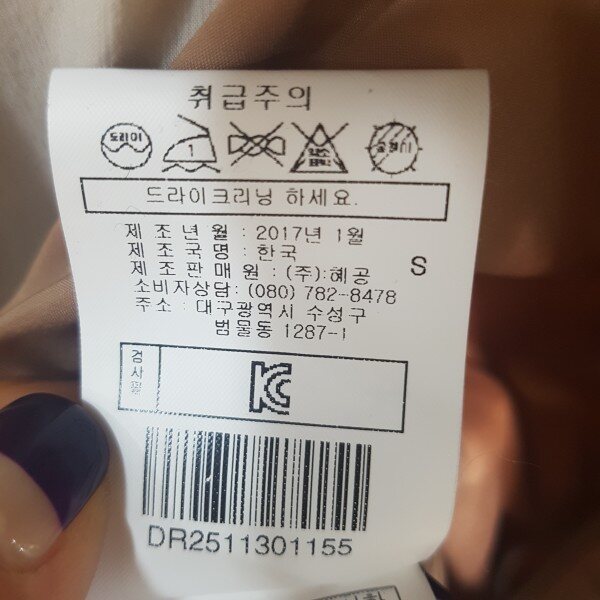 취급주의
드라이
1
드라이크리닝 하세요.
제조년월 : 2017년 1월
제조국명 : 한국
제조판매원 : (주)혜공
S
소비자상담 : (080) 782-8478
주소 : 대구광역시 수성구
범물동 1287-1
검사필
KC
DR2511301155